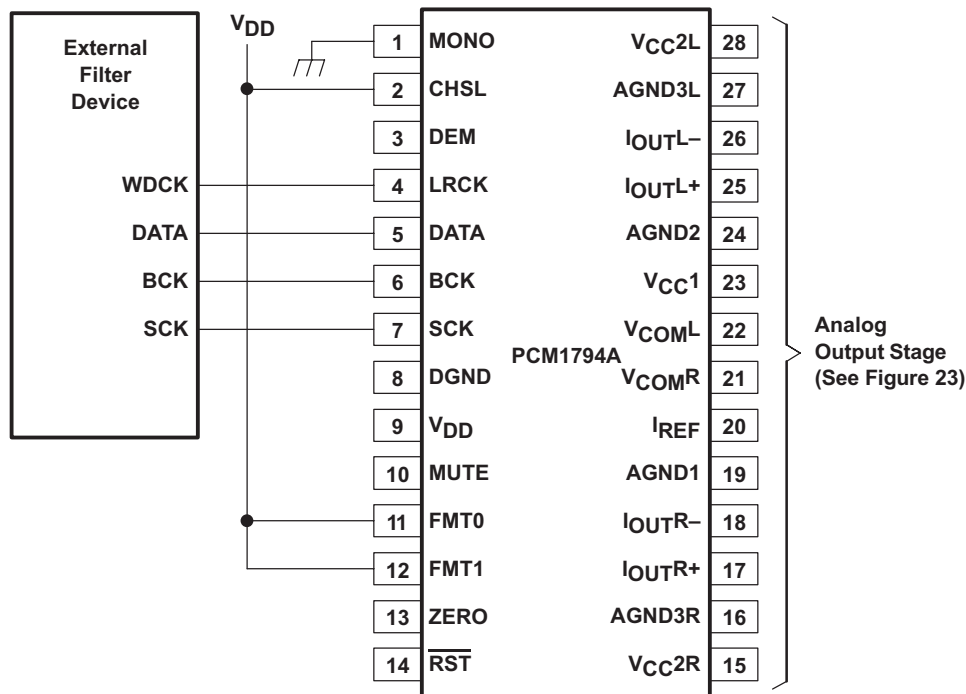 External
Filter
Device
WDCK
DATA
BCK
SCK
VDD
1 MONO
2 CHSL
3 DEM
4 LRCK
5 DATA
6 BCK
7 SCK
8 DGND
9 VDD
10 MUTE
11 FMT0
12 FMT1
13 ZERO
14 RST
PCM1794A
VCC2L 28
AGND3L 27
IOUTL– 26
IOUTL+ 25
AGND2 24
VCC1 23
VCOML 22
VCOMR 21
IREF 20
AGND1 19
IOUTR– 18
IOUTR+ 17
AGND3R 16
VCC2R 15
Analog
Output Stage
(See Figure 23)